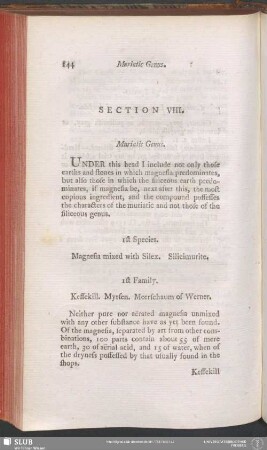 144 Muriatic Genus.
SECTION VIII.
Muriatic Genus.
UNDER this head I include not only those
earths and stones in which magnesia predominates,
but also those in which the siliceous earth predo-
minates, if magnesia be, next after this, the most
copious ingredient, and the compound possesses
the characters of the muriatic and not those of the
siliceous genus.
1st Species.
Magnesia mixed with Silex. Silicimurite.
1st Family.
Keffekill. Myrsen. Meerschaum of Werner.
Neither pure nor aërated magnesia unmixed
with any other substance have as yet been found.
Of the magnesia, separated by art from other com-
binations, 100 parts contain about 55 of mere
earth, 30 of aërial acid, and 15 of water, when of
the dryness possessed by that usually found in the
shops.
Keffekill
SLUB